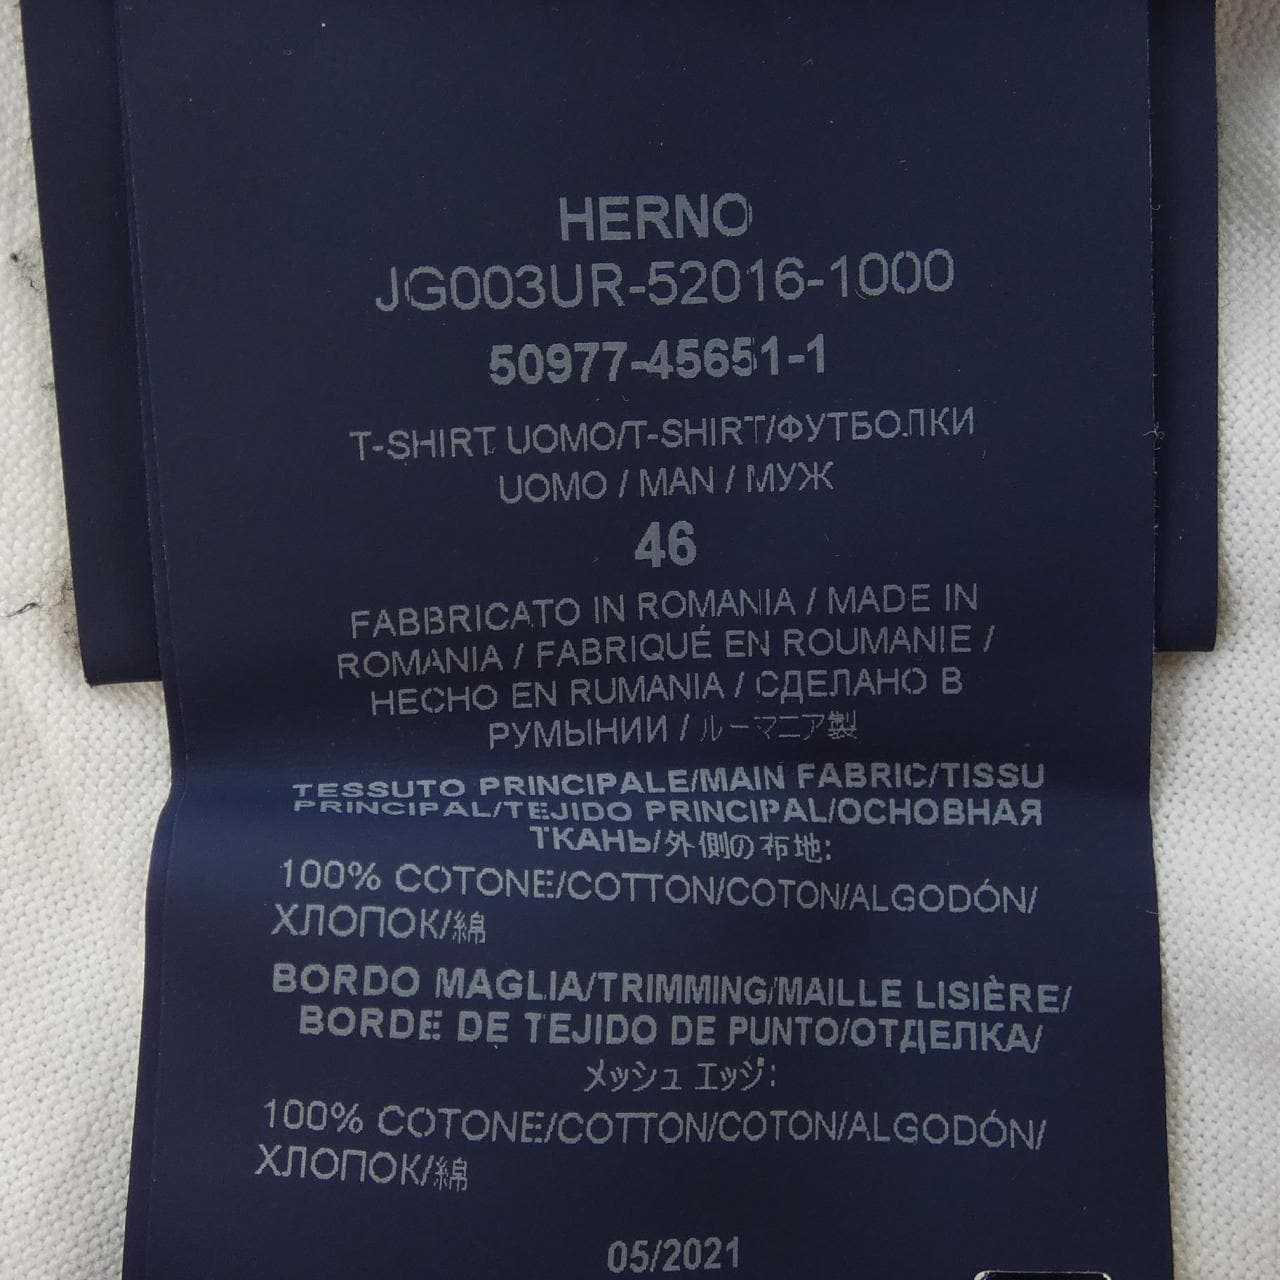 HERNO
JG003UR-52016-1000
50977-45651-1
T-SHIRT UOMO/T-SHIRT/ФУТБОЛКИ
UOMO / MAN / МУЖ
46
FABBRICATO IN ROMANIA / MADE IN
ROMANIA / FABRIQUÉ EN ROUMANIE /
HECHO EN RUMANIA / СДЕЛАНО В
РУМЫНИИ / ルーマニア製
TESSUTO PRINCIPALE/MAIN FABRIC/TISSU
PRINCIPAL/TEJIDO PRINCIPAL/ОСНОВНАЯ
ТКАНЬ/外側の布地:
100% COTONE/COTTON/COTON/ALGODÓN/
ХЛОПОК/綿
BORDO MAGLIA/TRIMMING/MAILLE LISIÈRE/
BORDE DE TEJIDO DE PUNTO/ОТДЕЛКА/
メッシュ エッジ:
100% COTONE/COTTON/COTON/ALGODÓN/
ХЛОПОК/綿
05/2021